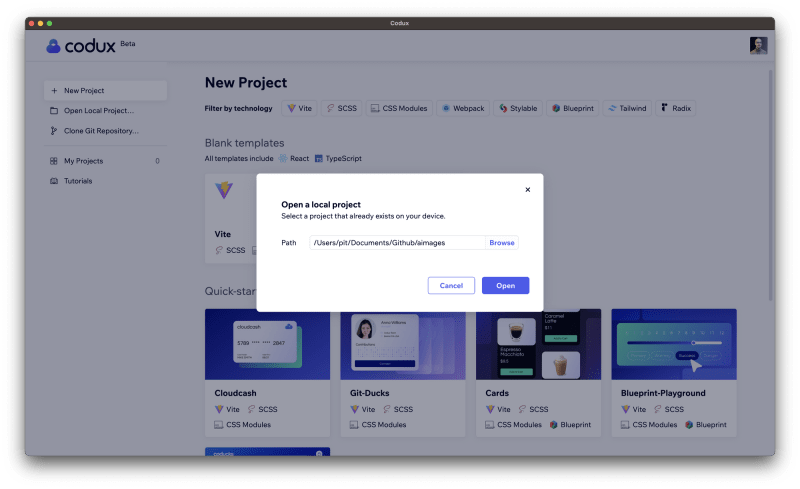 Codux
codux Beta
New Project
Open Local Project...
Clone Git Repository...
My Projects 0
Tutorials
New Project
Filter by technology Vite SCSS CSS Modules Webpack Stylable Blueprint Tailwind Radix
Blank templates
All templates include React TypeScript
Vite
SCSS
Open a local project
Select a project that already exists on your device.
Path /Users/pit/Documents/Github/aimages Browse
Cancel Open
Quick-star
cloudcash
5789 **** **** 2847
Espresso
Macchiato
Caramel
Latte
$11
Success
Cloudcash
Vite SCSS
CSS Modules
Git-Ducks
Vite SCSS
CSS Modules
Cards
Vite SCSS
CSS Modules Blueprint
Blueprint-Playground
Vite SCSS
CSS Modules Blueprint